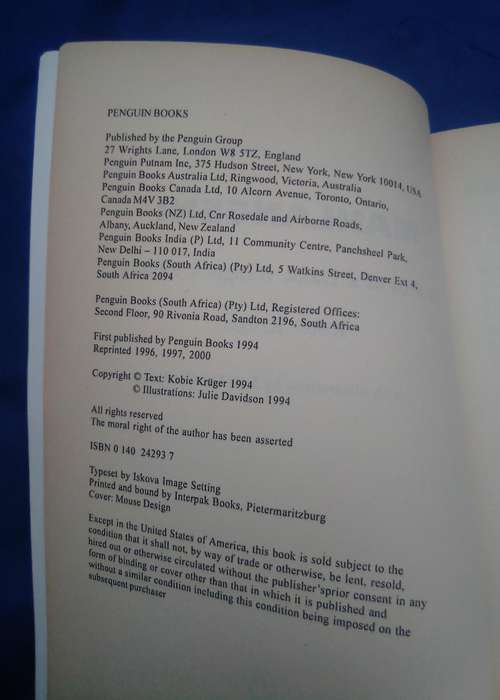 PENGUIN BOOKS
Published by the Penguin Group
27 Wrights Lane, London W8 5TZ, England
Penguin Putnam Inc, 375 Hudson Street, New York, New York 10014, USA
Penguin Books Australia Ltd, Ringwood, Victoria, Australia
Penguin Books Canada Ltd, 10 Alcorn Avenue, Toronto, Ontario,
Canada M4V 3B2
Penguin Books (NZ) Ltd, Cnr Rosedale and Airborne Roads,
Albany, Auckland, New Zealand
Penguin Books India (P) Ltd, 11 Community Centre, Panchsheel Park,
New Delhi – 110 017, India
Penguin Books (South Africa) (Pty) Ltd, 5 Watkins Street, Denver Ext 4,
South Africa 2094
Penguin Books (South Africa) (Pty) Ltd, Registered Offices:
Second Floor, 90 Rivonia Road, Sandton 2196, South Africa
First published by Penguin Books 1994
Reprinted 1996, 1997, 2000
Copyright © Text: Kobie Krüger 1994
© Illustrations: Julie Davidson 1994
All rights reserved
The moral right of the author has been asserted
ISBN 0 140 24293 7
Typeset by Iskova Image Setting
Printed and bound by Interpak Books, Pietermaritzburg
Cover: Mouse Design
Except in the United States of America, this book is sold subject to the
condition that it shall not, by way of trade or otherwise, be lent, resold,
hired out or otherwise circulated without the publisher'sprior consent in any
form of binding or cover other than that in which it is published and
without a similar condition including this condition being imposed on the
subsequent purchaser